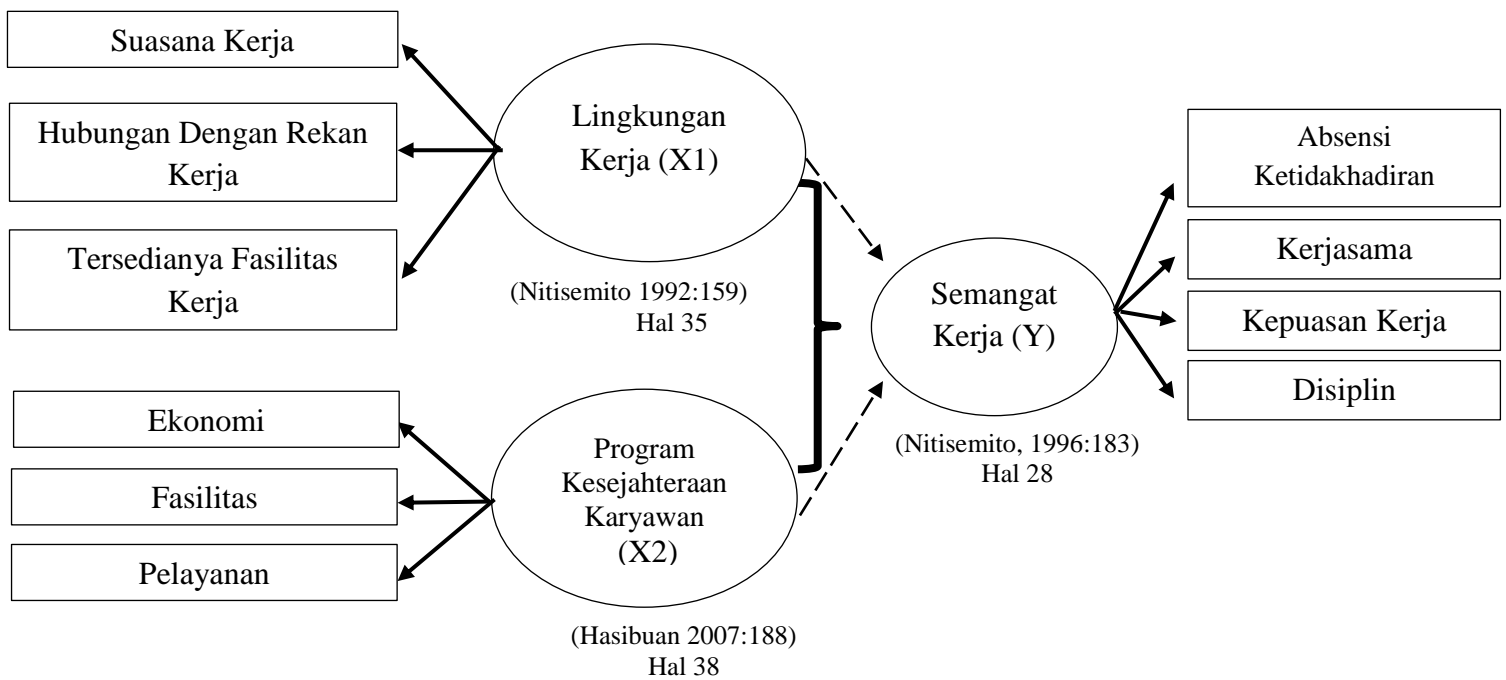 Suasana Kerja
Hubungan Dengan Rekan
Kerja
Tersedianya Fasilitas
Kerja
Lingkungan
Kerja (X1)
(Nitisemito 1992:159)
Hal 35
Ekonomi
Fasilitas
Pelayanan
Program
Kesejahteraan
Karyawan
(X2)
(Hasibuan 2007:188)
Hal 38
Semangat
Kerja (Y)
(Nitisemito, 1996:183)
Hal 28
Absensi
Ketidakhadiran
Kerjasama
Kepuasan Kerja
Disiplin